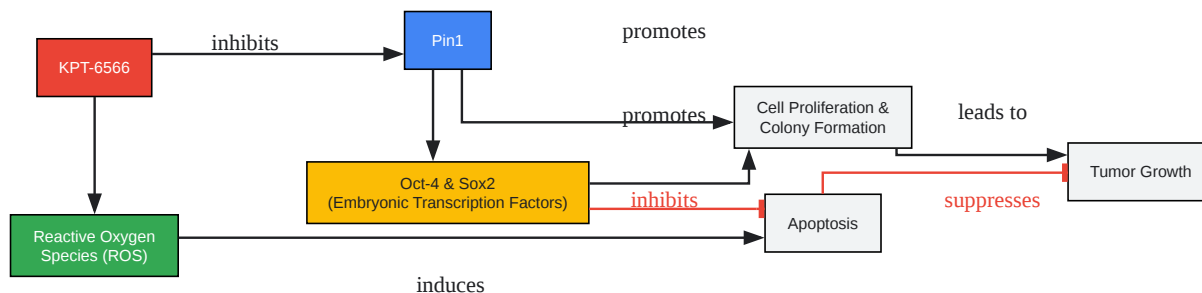 promotes
inhibits
Pin1
KPT-6566
Cell Proliferation &
Colony Formation
promotes
leads to
Tumor Growth
Oct-4 & Sox2
(Embryonic Transcription Factors)
inhibits
suppresses
Apoptosis
Reactive Oxygen
Species (ROS)
induces